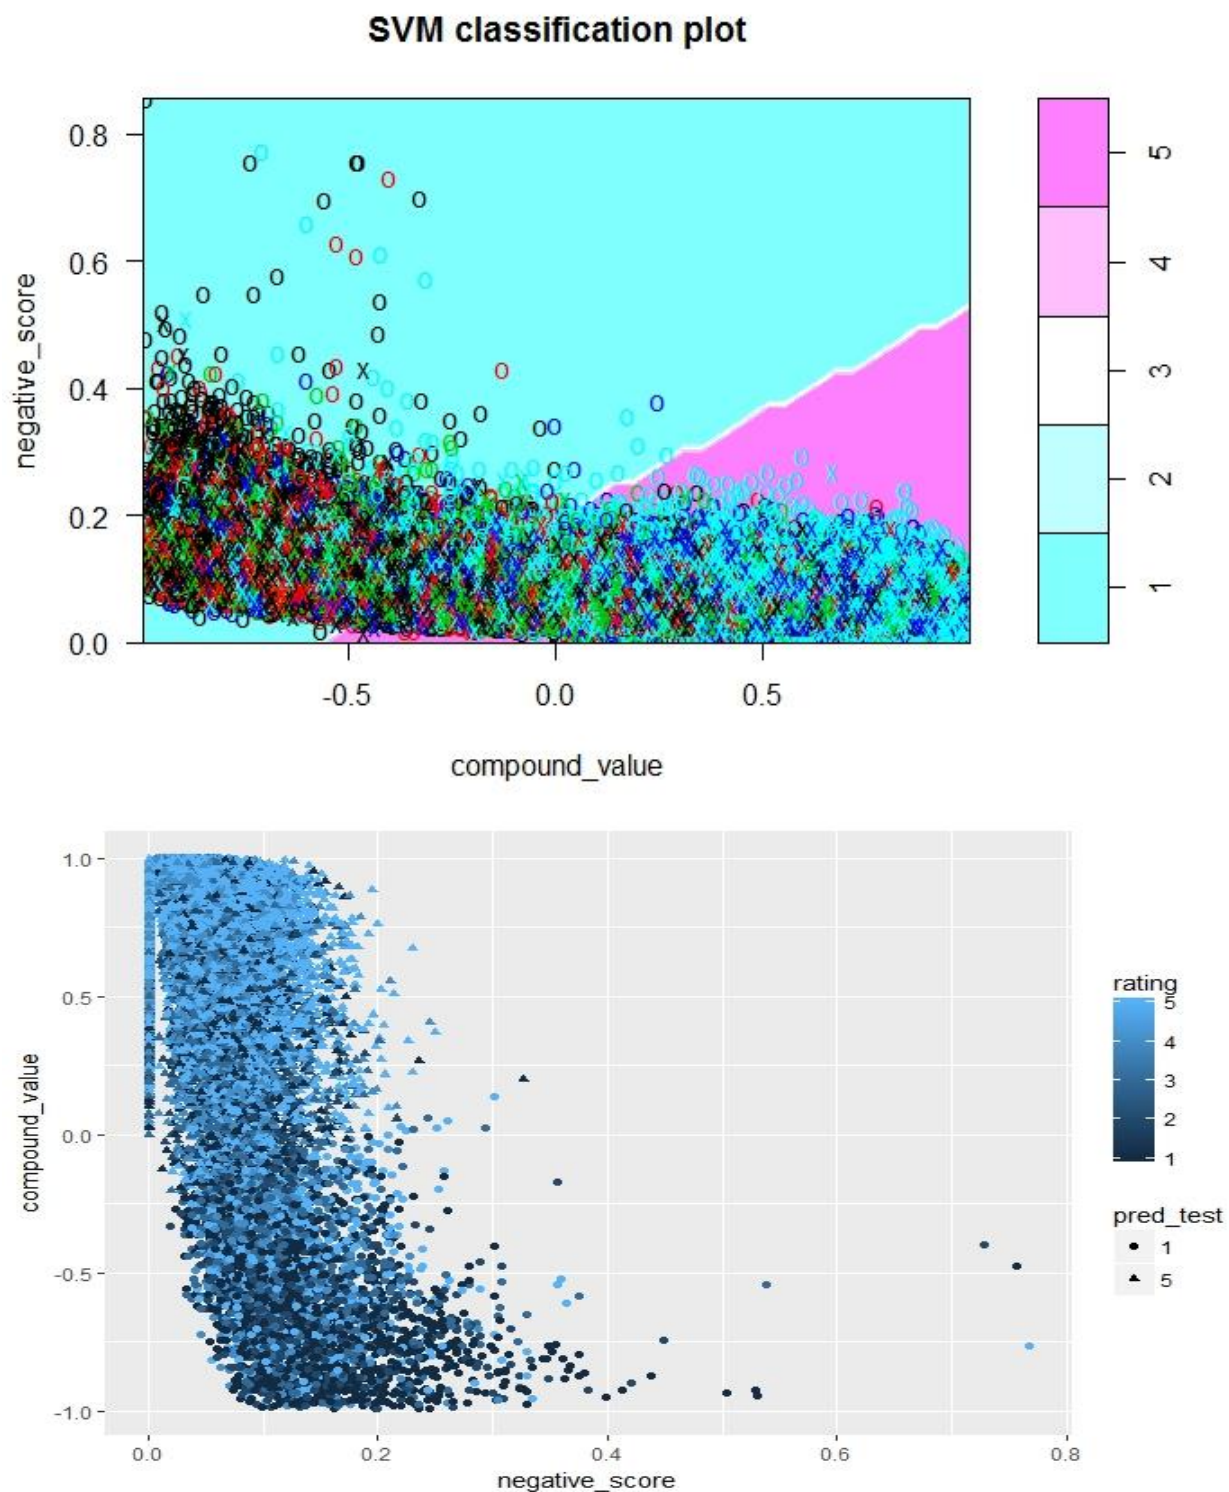 SVM classification plot
0.8
0.6
0.4
0.2
0.0
negative_score
-0.5 0.0 0.5
compound_value
5
4
3
2
1
1.0
0.5
0.0
-0.5
-1.0
compound_value
0.0 0.2 0.4 0.6 0.8
negative_score
rating
5
4
3
2
1
pred_test
1
5